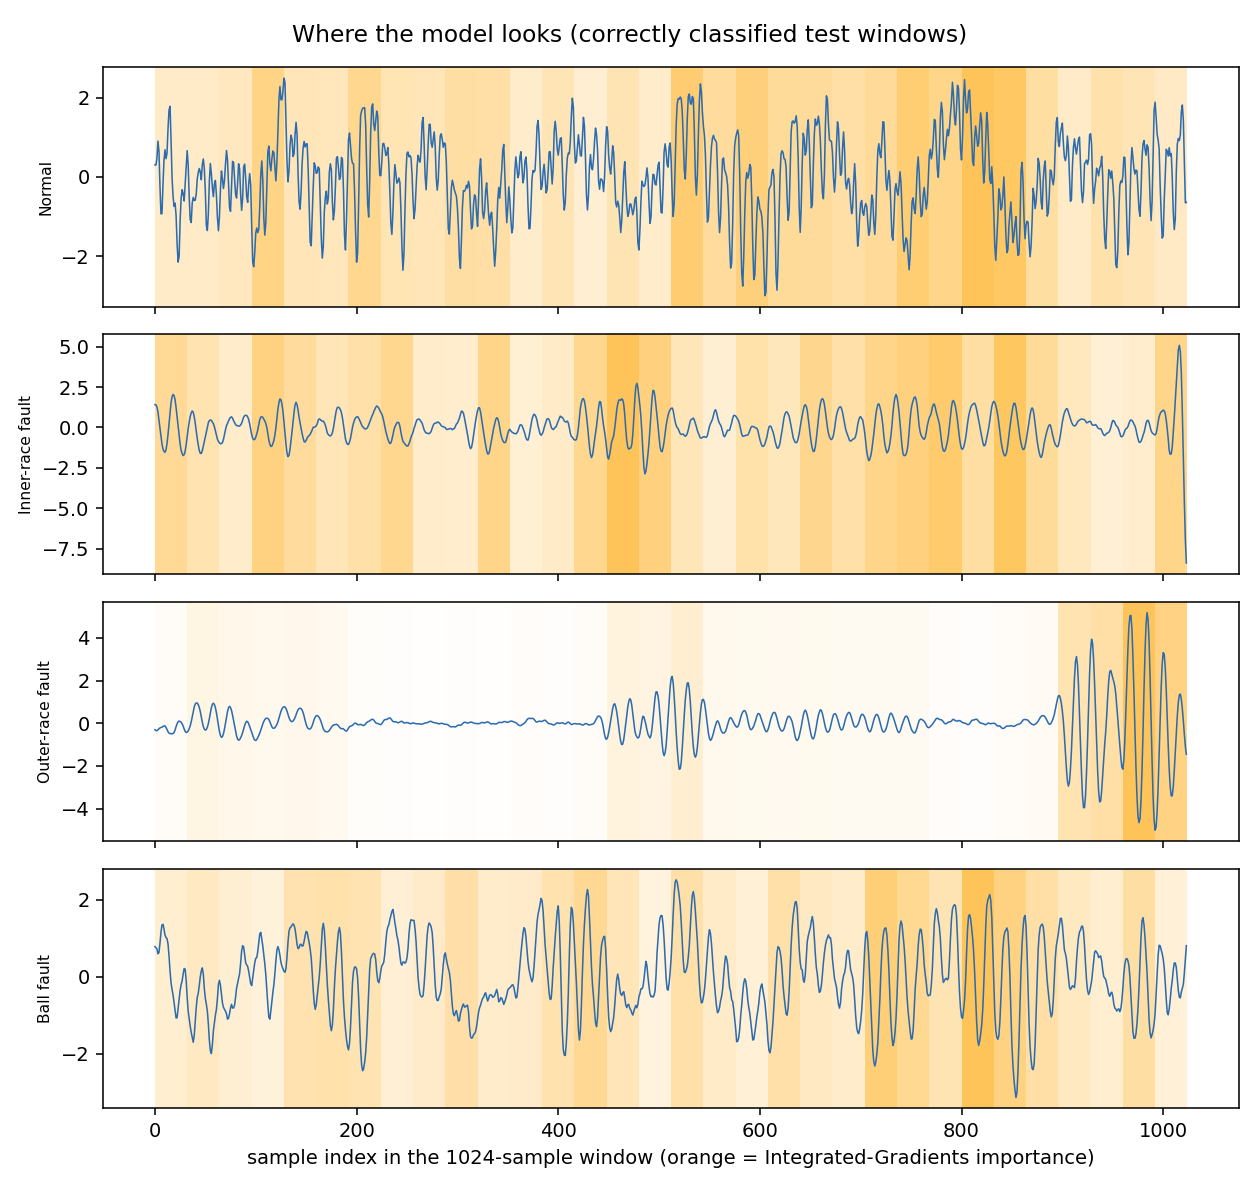 Where the model looks (correctly classified test windows)
Normal
2
0
−2
Inner-race fault
5.0
2.5
0.0
−2.5
−5.0
−7.5
Outer-race fault
4
2
0
−2
−4
Ball fault
2
0
−2
0 200 400 600 800 1000
sample index in the 1024-sample window (orange = Integrated-Gradients importance)